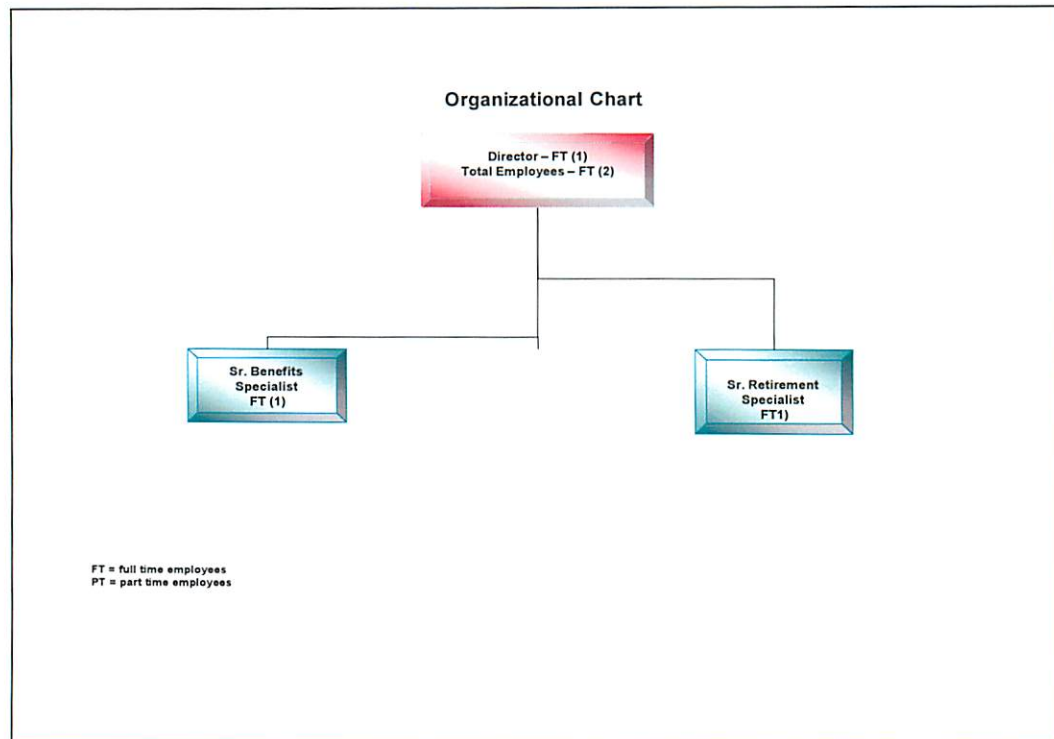 Organizational Chart
Director – FT (1)
Total Employees – FT (2)
Sr. Benefits
Specialist
FT (1)
Sr. Retirement
Specialist
FT1)
FT = full time employees
PT = part time employees